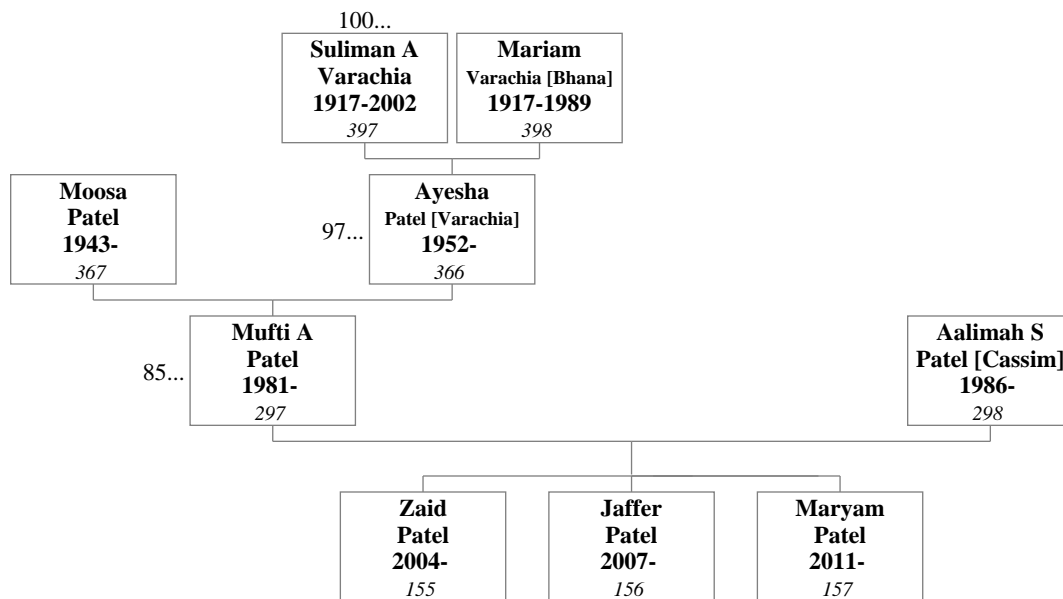 100...
Suliman A
Varachia
1917-2002
397
Mariam
Varachia [Bhana]
1917-1989
398
Moosa
Patel
1943-
367
97...
Ayesha
Patel [Varachia]
1952-
366
85...
Mufti A
Patel
1981-
297
Aalimah S
Patel [Cassim]
1986-
298
Zaid
Patel
2004-
155
Jaffer
Patel
2007-
156
Maryam
Patel
2011-
157